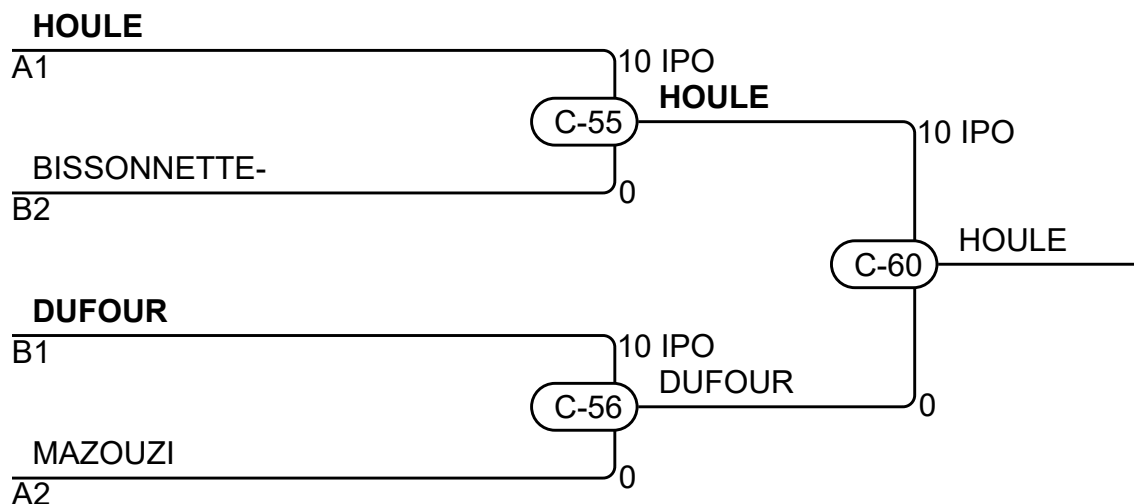 HOULE
A1
10 IPO
HOULE
C-55
BISSONNETTE-
B2
0
10 IPO
C-60
HOULE
DUFOUR
B1
10 IPO
DUFOUR
C-56
0
MAZOUZI
A2
0